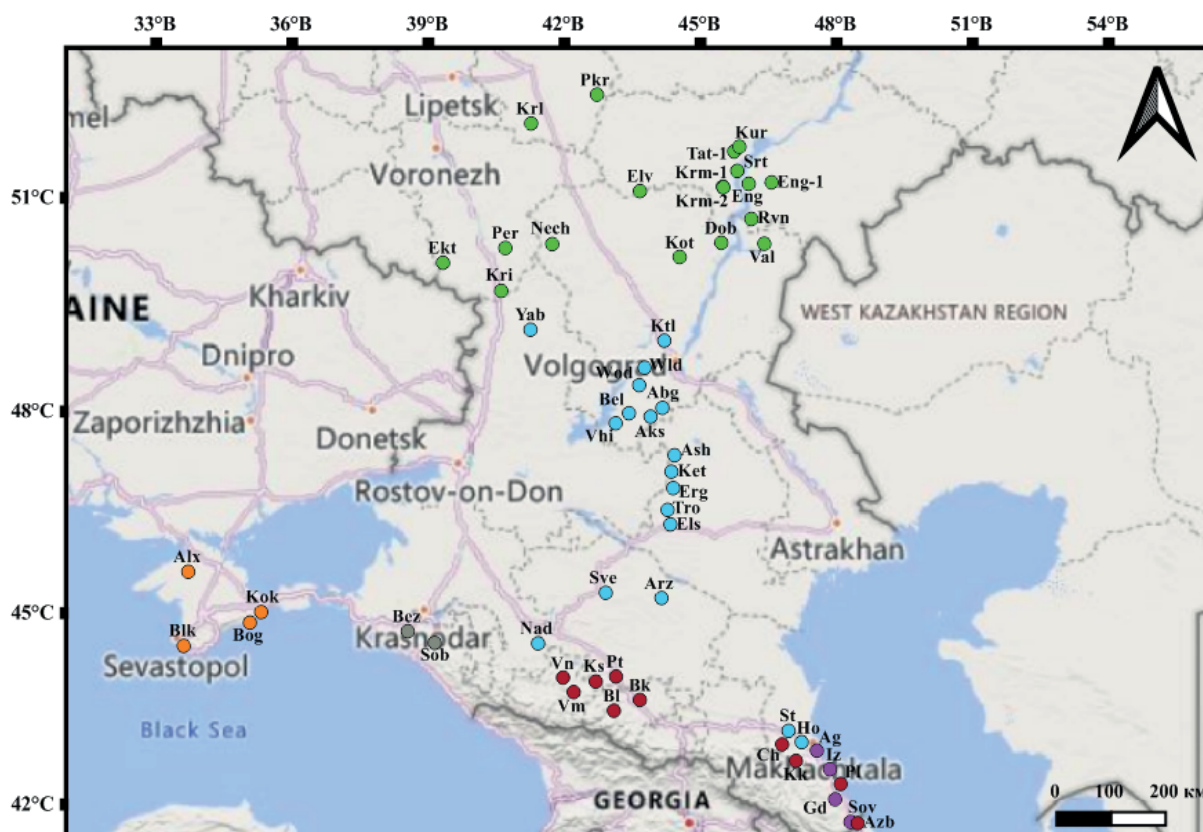 33°В 36°В 39°В 42°В 45°В 48°В 51°В 54°В
Pkr
Lipetsk
mel
Krl
Kur
Tat-1
Srt
Voronezh
Krm-1
Elv
Eng-1
51°С
Krm-2
Eng
Rvn
Per
Nech
Dob
Ekt
Kot
Val
Kri
Kharkiv
AINE
Yab
WEST KAZAKHSTAN REGION
Ktl
Dnipro
Volgograd
Wld
Wod
Bel
Abg
48°С
Zaporizhzhia
Vhi
Aks
Donetsk
Ash
Ket
Rostov-on-Don
Erg
Tro
Els
Astrakhan
Alx
Sve
Arz
Kok
45°С
Bez
Blk
Bog
Krasnodar
Nad
Sob
Sevastopol
Vn
Ks
Pt
Vm
Bl
Bk
St
Black Sea
Ho
Ag
Ch
Iz
Kk
Makhachkala
Pl
0 100 200 км
42°С
GEORGIA
Gd
Sov
Azb